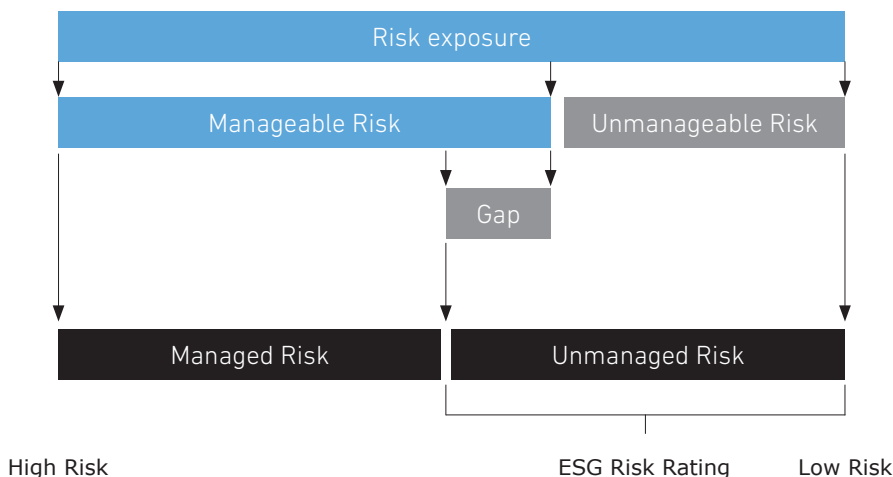 Risk exposure
Manageable Risk Unmanageable Risk
Gap
Managed Risk Unmanaged Risk
High Risk ESG Risk Rating Low Risk